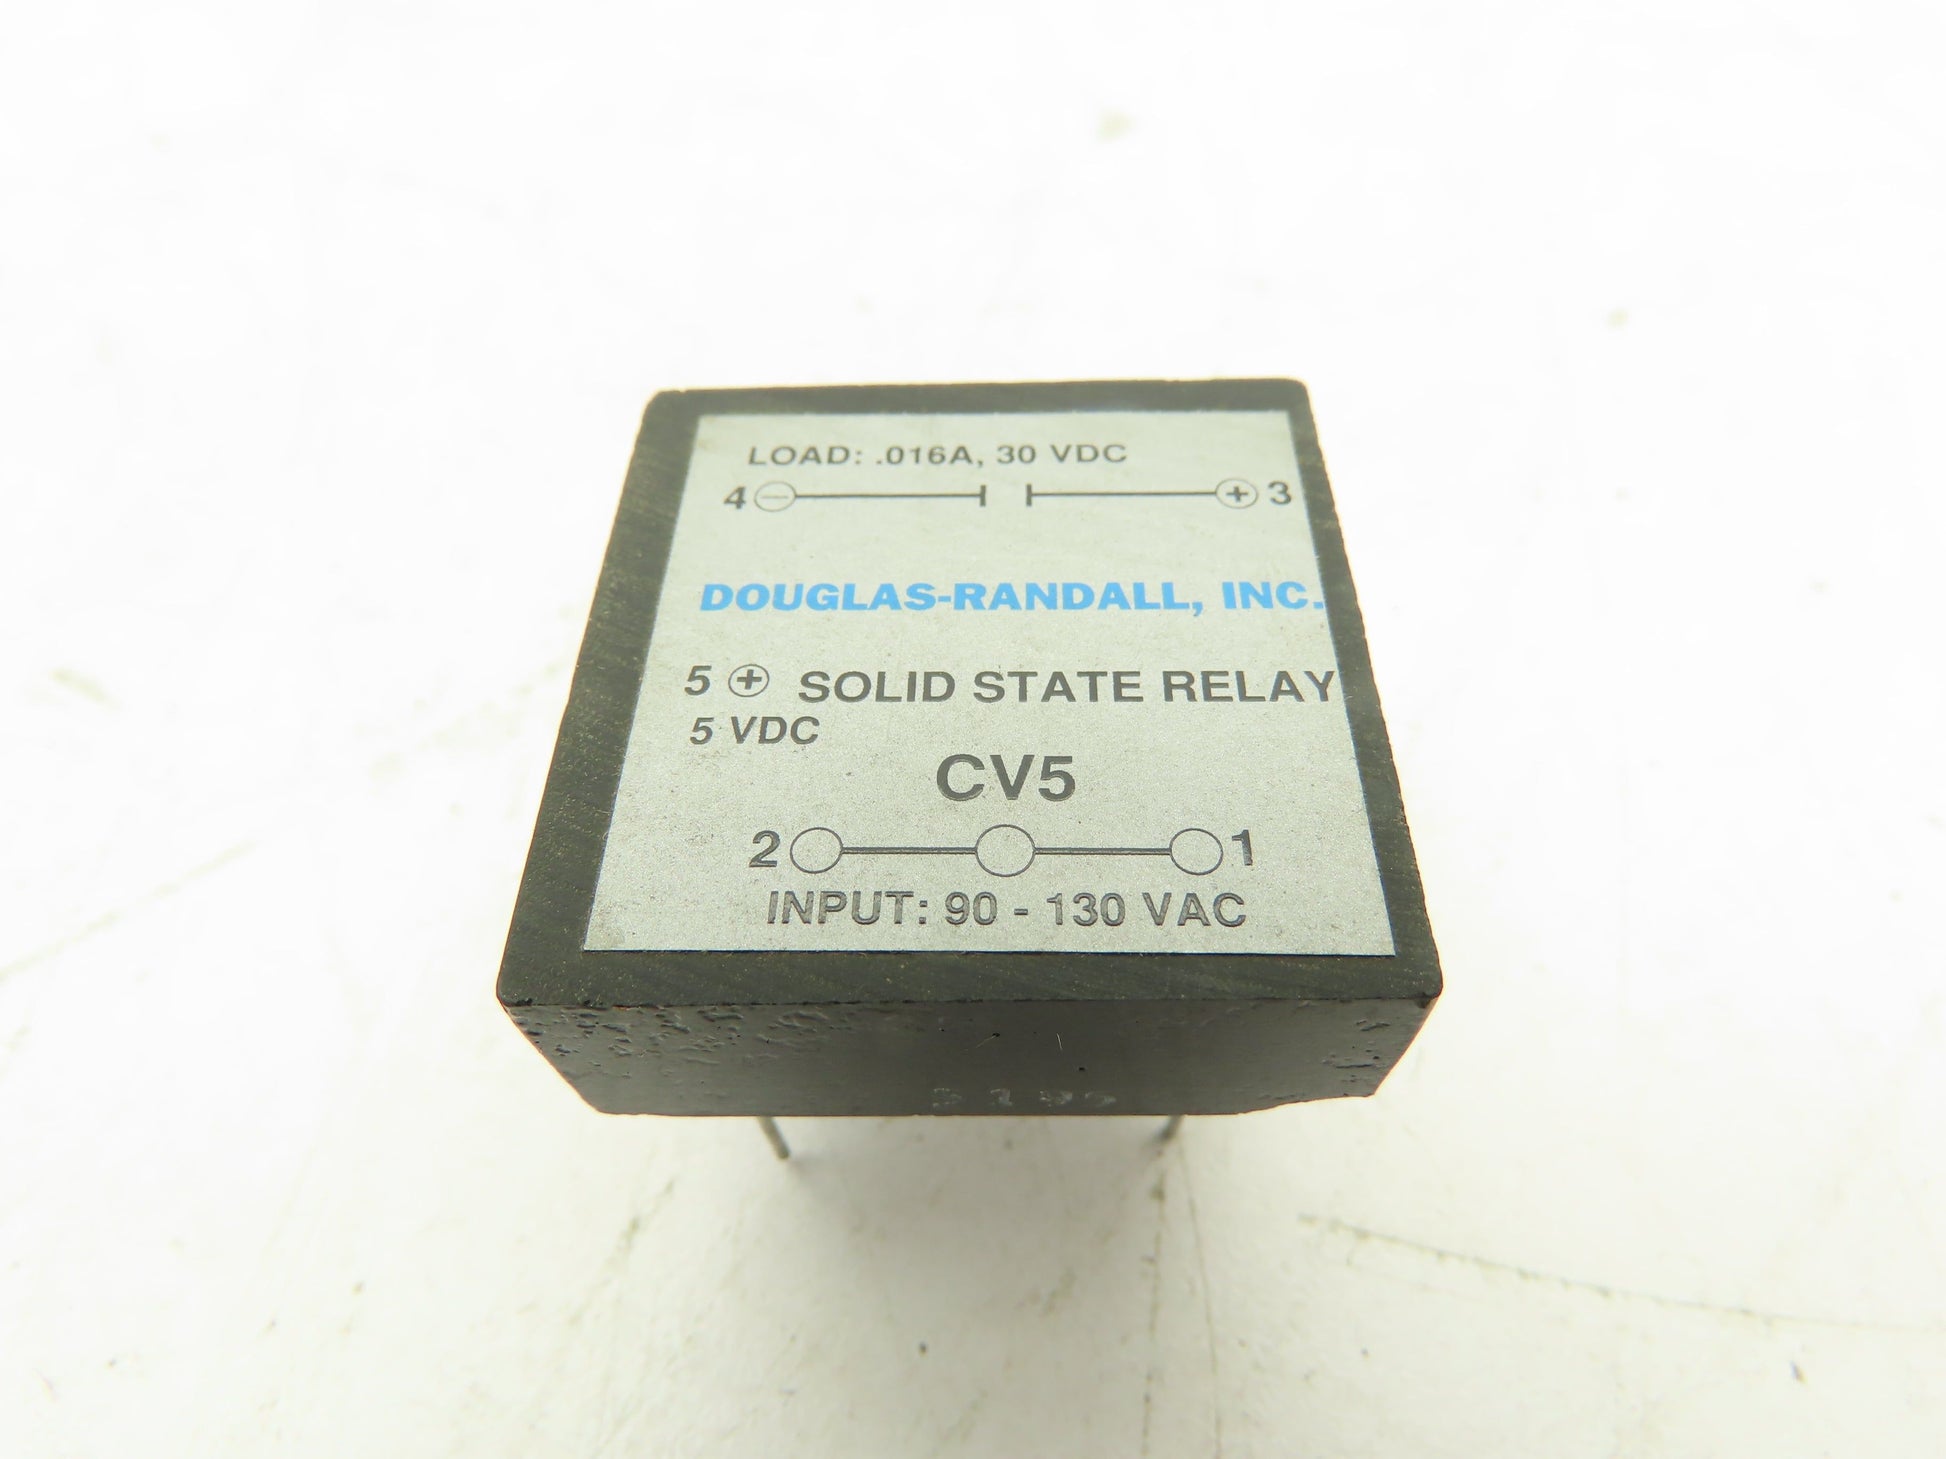 LOAD: .016A, 30 VDC
4 − + 3
DOUGLAS-RANDALL, INC.
5 + SOLID STATE RELAY
5 VDC
CV5
2 1
INPUT: 90 - 130 VAC